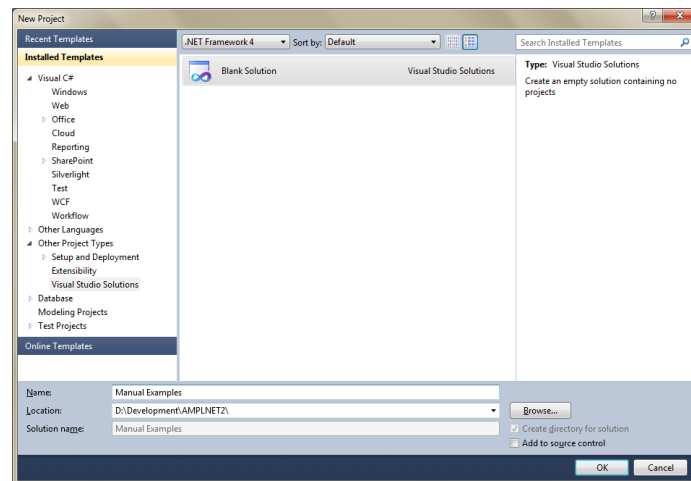 New Project
Recent Templates
Installed Templates
Visual C#
Windows
Web
Office
Cloud
Reporting
SharePoint
Silverlight
Test
WCF
Workflow
Other Languages
Other Project Types
Setup and Deployment
Extensibility
Visual Studio Solutions
Database
Modeling Projects
Test Projects
Online Templates
.NET Framework 4 Sort by: Default
Blank Solution Visual Studio Solutions
Search Installed Templates
Type: Visual Studio Solutions
Create an empty solution containing no
projects
Name: Manual Examples
Location: D:\Development\AMPLNET2\ Browse...
Solution name: Manual Examples Create directory for solution
Add to source control
OK Cancel